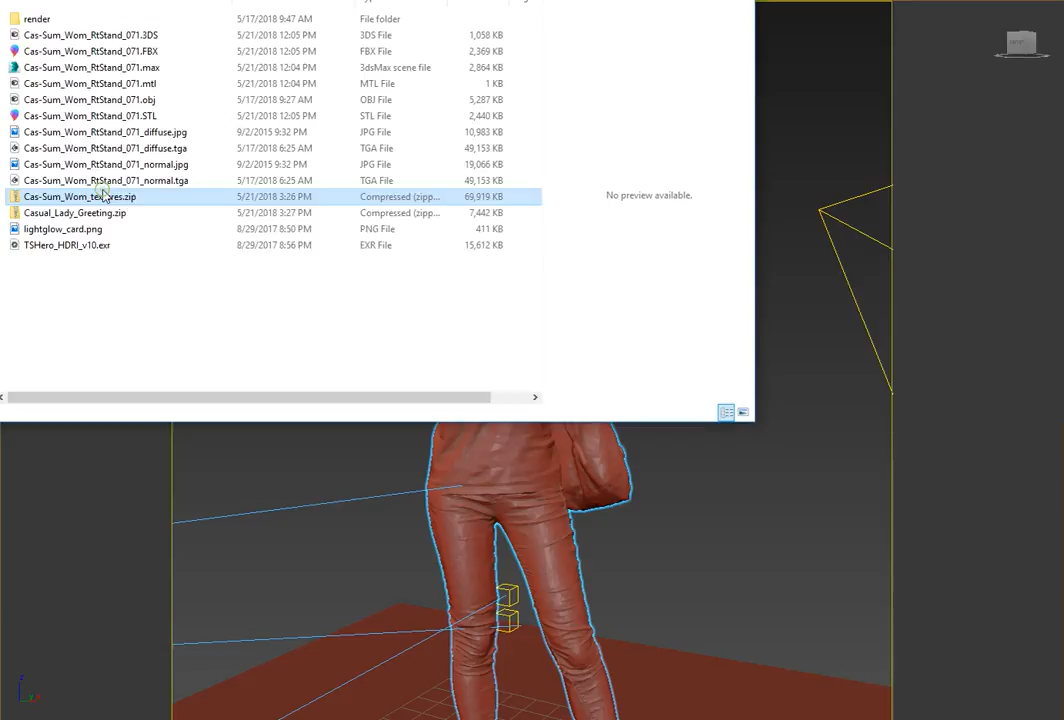 render 5/17/2018 9:47 AM File folder
Cas-Sum_Wom_RtStand_071.3DS 5/21/2018 12:05 PM 3DS File 1,058 KB
Cas-Sum_Wom_RtStand_071.FBX 5/21/2018 12:05 PM FBX File 2,369 KB
Cas-Sum_Wom_RtStand_071.max 5/21/2018 12:04 PM 3dsMax scene file 2,864 KB
Cas-Sum_Wom_RtStand_071.mtl 5/21/2018 12:04 PM MTL File 1 KB
Cas-Sum_Wom_RtStand_071.obj 5/17/2018 9:27 AM OBJ File 5,287 KB
Cas-Sum_Wom_RtStand_071.STL 5/21/2018 12:05 PM STL File 2,440 KB
Cas-Sum_Wom_RtStand_071_diffuse.jpg 9/2/2015 9:32 PM JPG File 10,983 KB
Cas-Sum_Wom_RtStand_071_diffuse.tga 5/17/2018 6:25 AM TGA File 49,153 KB
Cas-Sum_Wom_RtStand_071_normal.jpg 9/2/2015 9:32 PM JPG File 19,066 KB
Cas-Sum_Wom_RtStand_071_normal.tga 5/17/2018 6:25 AM TGA File 49,153 KB
Cas-Sum_Wom_textures.zip 5/21/2018 3:26 PM Compressed (zipp... 69,919 KB
Casual_Lady_Greeting.zip 5/21/2018 3:27 PM Compressed (zipp... 7,442 KB
lightglow_card.png 8/29/2017 8:50 PM PNG File 411 KB
TSHero_HDRI_v10.exr 8/29/2017 8:56 PM EXR File 15,612 KB
No preview available.